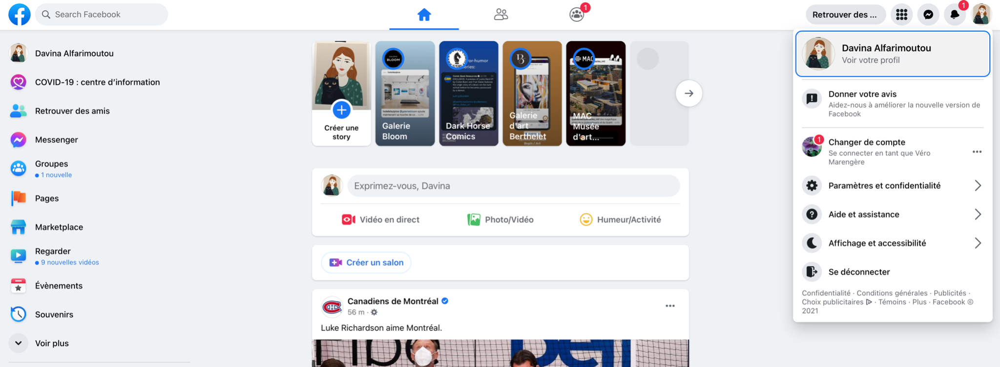 Search Facebook
1
Retrouver des ...
1
Davina Alfarimoutou
COVID-19 : centre d'information
Retrouver des amis
Messenger
Groupes
1 nouvelle
Pages
Marketplace
Regarder
9 nouvelles vidéos
Évènements
Souvenirs
Voir plus
Créer une
story
BLOOM
Galerie
Bloom
Dark Horse
Comics
Galerie
d'art
Berthelet
MAC
MAC
Musée
d'art...
Exprimez-vous, Davina
Vidéo en direct
Photo/Vidéo
Humeur/Activité
Créer un salon
Canadiens de Montréal
56 m ·
Luke Richardson aime Montréal.
Davina Alfarimoutou
Voir votre profil
Donner votre avis
Aidez-nous à améliorer la nouvelle version de
Facebook
1
Changer de compte
Se connecter en tant que Véro
Marengère
Paramètres et confidentialité
Aide et assistance
Affichage et accessibilité
Se déconnecter
Confidentialité · Conditions générales · Publicités ·
Choix publicitaires · Témoins · Plus · Facebook ©
2021